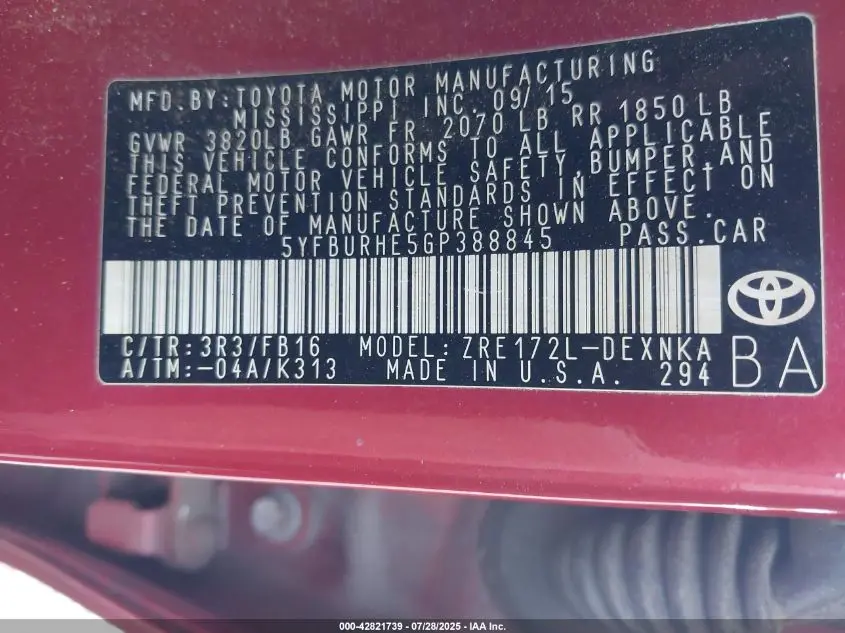 MFD.BY:TOYOTA MOTOR MANUFACTURING
MISSISSIPPI INC. 09/15
GVWR 3820LB GAWR FR 2070 LB RR 1850 LB
THIS VEHICLE CONFORMS TO ALL APPLICABLE
FEDERAL MOTOR VEHICLE SAFETY,BUMPER,AND
THEFT PREVENTION STANDARDS IN EFFECT ON
THE DATE OF MANUFACTURE SHOWN ABOVE.
5YFBURHE5GP388845 PASS.CAR
C/TR:3R3/FB16 MODEL:ZRE172L-DEXNKA
A/TM:-04A/K313 MADE IN U.S.A. 294 BA
000-42821739 - 07/28/2025 - IAA Inc.